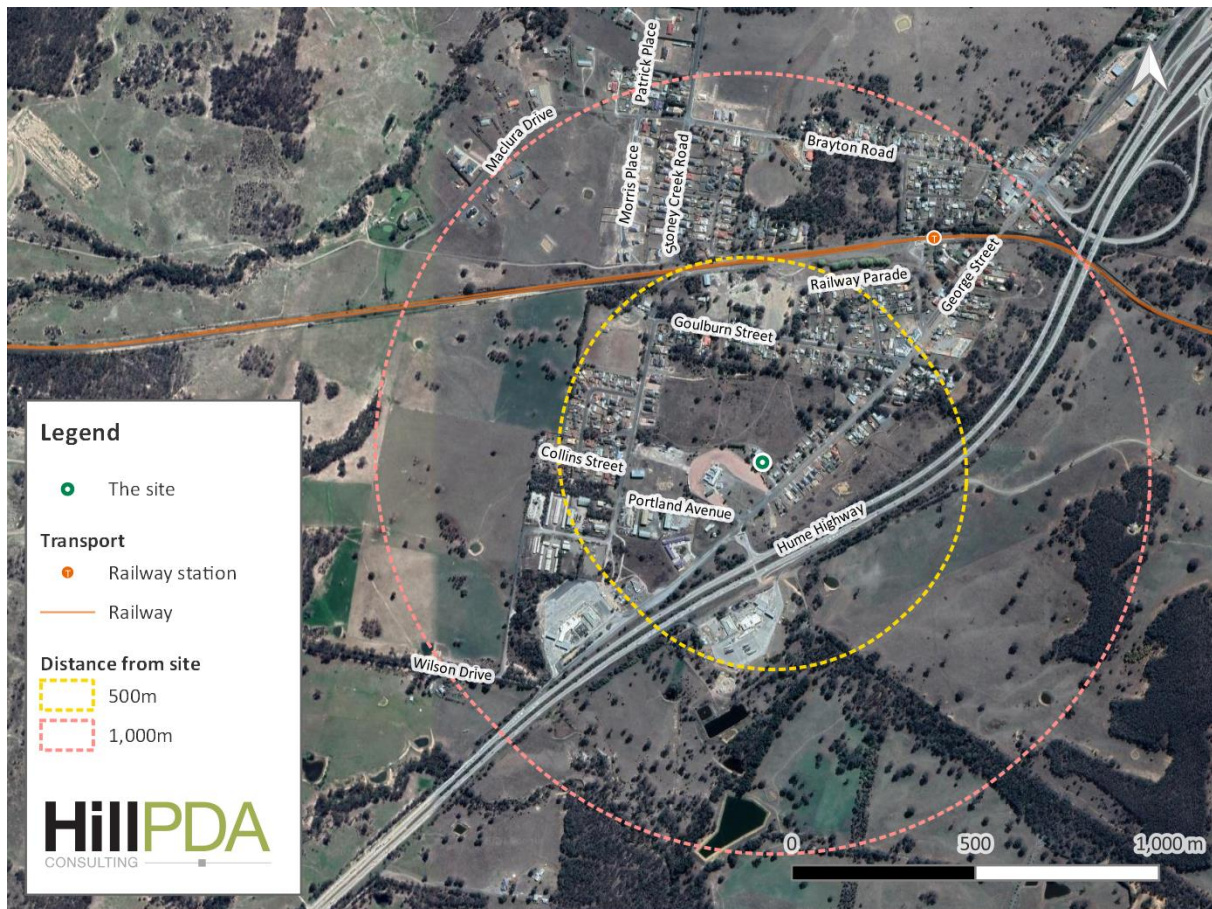 Patrick Place
Maclura Drive
Brayton Road
Morris Place
Stoney Creek Road
Railway Parade
George Street
Goulburn Street
Collins Street
Portland Avenue
Hume Highway
Wilson Drive
Legend
The site
Transport
T Railway station
Railway
Distance from site
500m
1,000m
HillPDA
CONSULTING
0 500 1,000 m
T